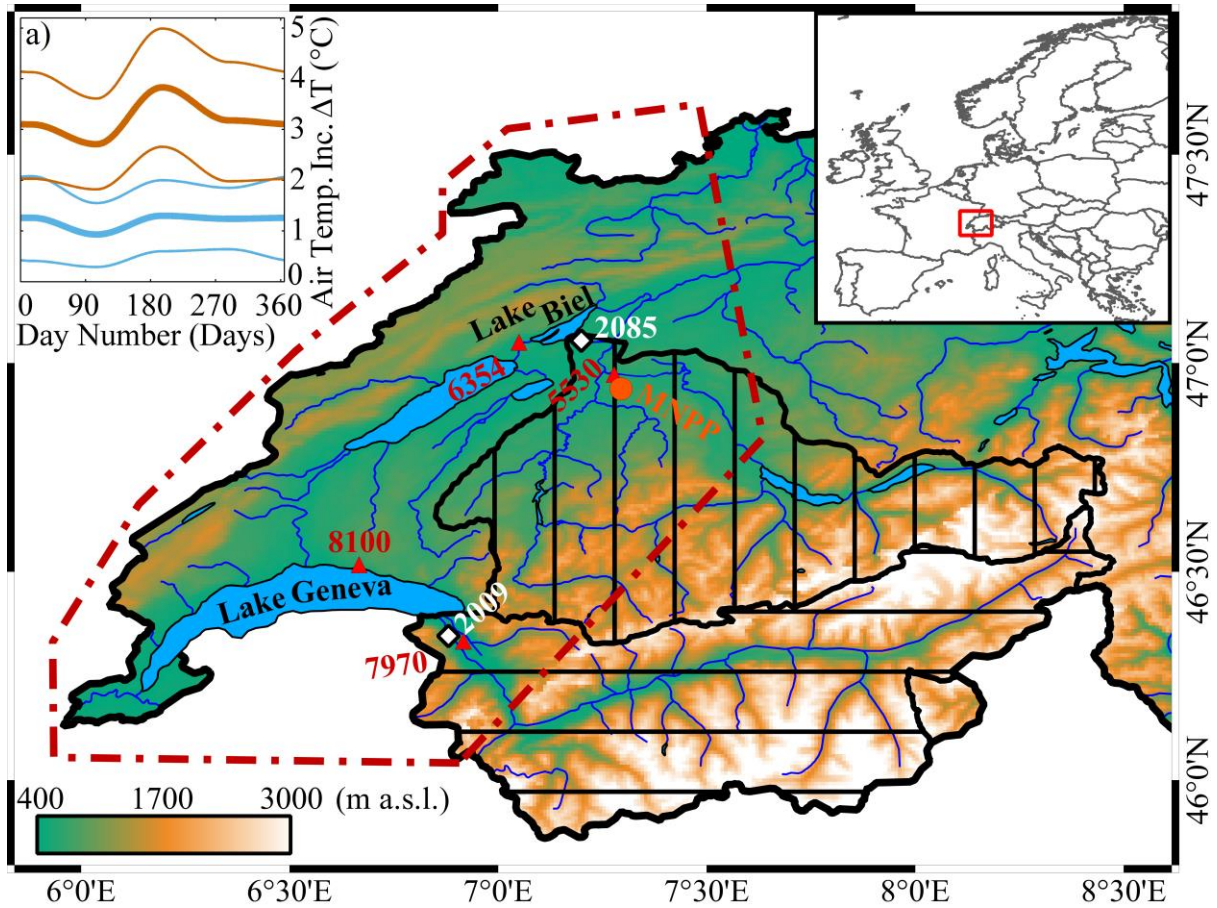 a)
5
4
3
2
1
0
Air Temp. Inc. ΔT (°C)
0 90 180 270 360
Day Number (Days)
47°30'N
47°0'N
46°30'N
46°0'N
Lake Biel
2085
6354
5530
MNPP
8100
Lake Geneva
2009
7970
400 1700 3000 (m a.s.l.)
6°0'E 6°30'E 7°0'E 7°30'E 8°0'E 8°30'E